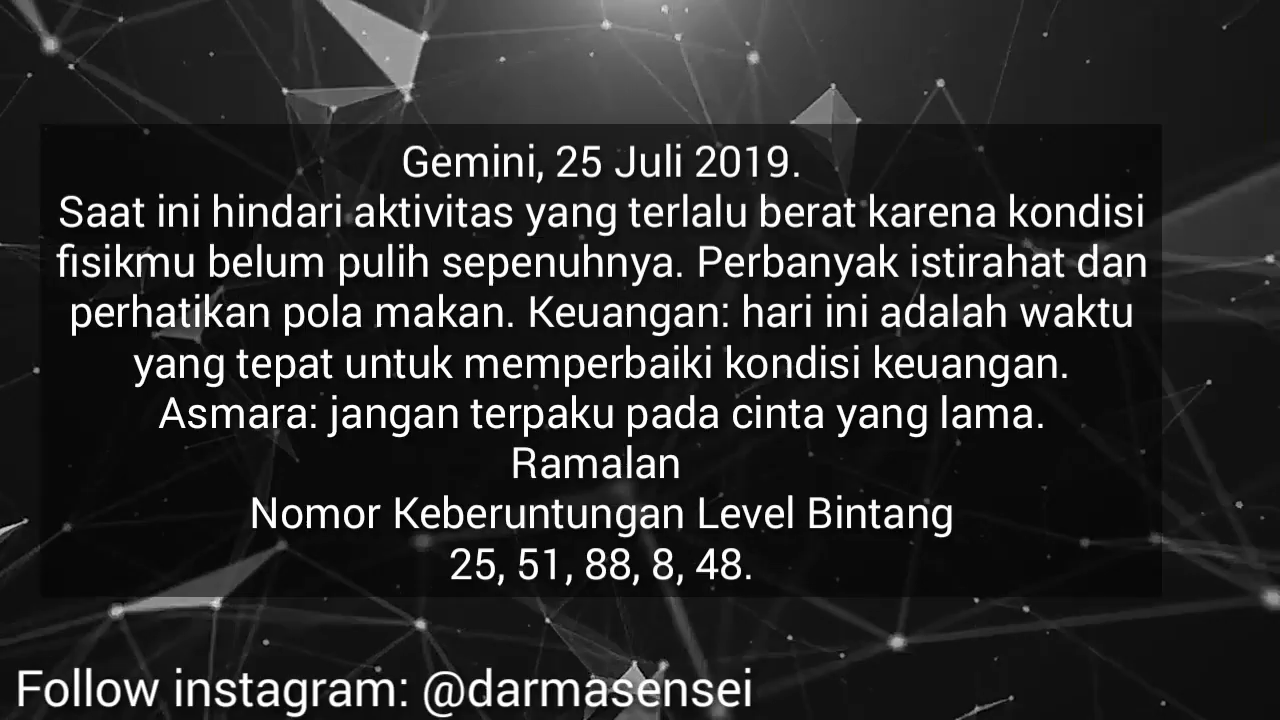 Gemini, 25 Juli 2019.
Saat ini hindari aktivitas yang terlalu berat karena kondisi
fisikmu belum pulih sepenuhnya. Perbanyak istirahat dan
perhatikan pola makan. Keuangan: hari ini adalah waktu
yang tepat untuk memperbaiki kondisi keuangan.
Asmara: jangan terpaku pada cinta yang lama.
Ramalan
Nomor Keberuntungan Level Bintang
25, 51, 88, 8, 48.
Follow instagram: @darmasensei